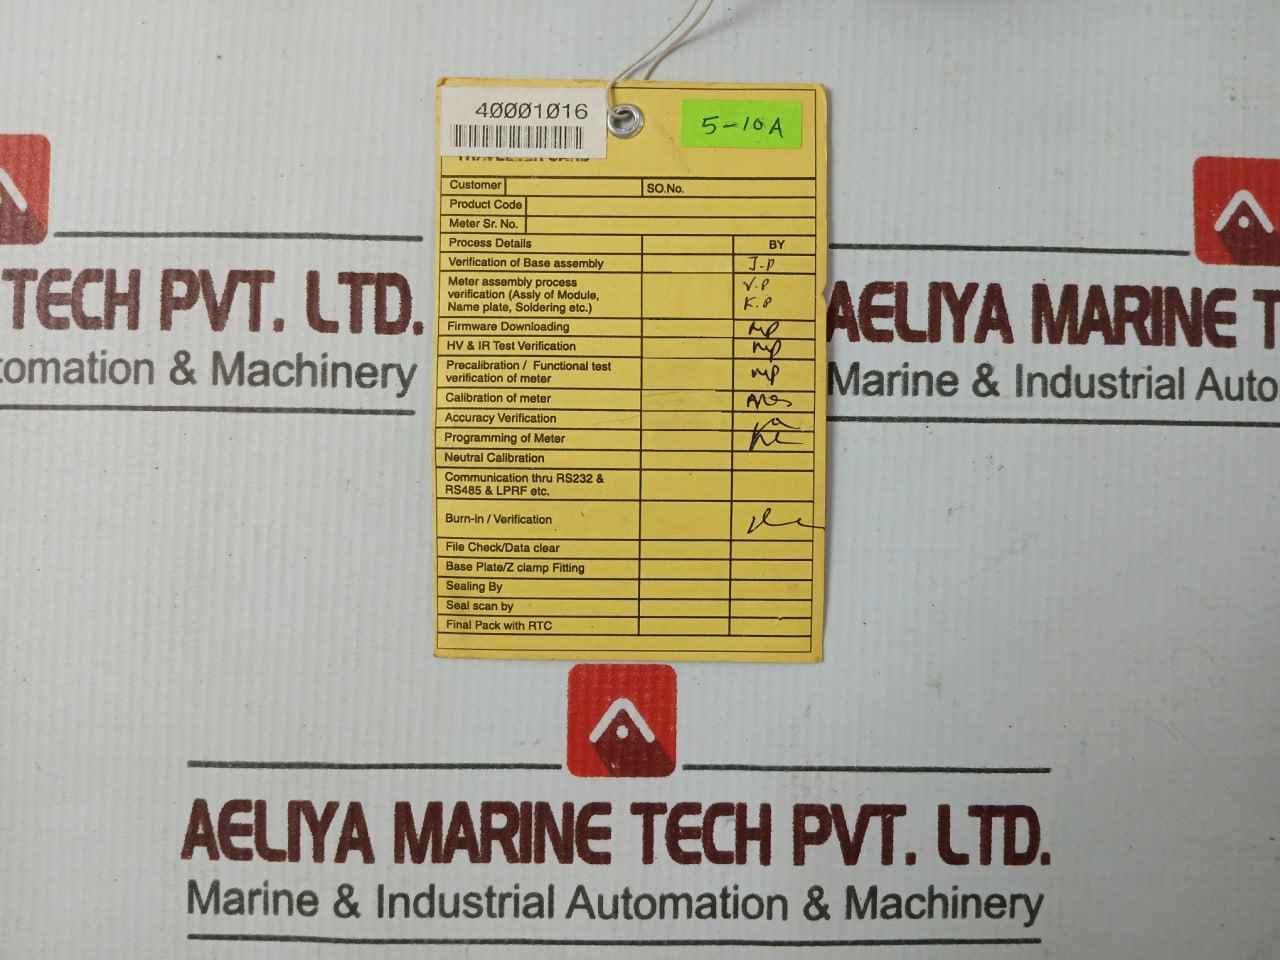 40001016
5-10A
Customer
SO.No.
Product Code
Meter Sr. No.
Process Details BY
Verification of Base assembly J.P
Meter assembly process V.P
verification (Assly of Module,
Name plate, Soldering etc.) K.P
Firmware Downloading MP
HV & IR Test Verification MP
Precalibration / Functional test
verification of meter MP
Calibration of meter
Accuracy Verification
Programming of Meter
Neutral Calibration
Communication thru RS232 &
RS485 & LPRF etc.
Burn-in / Verification
File Check/Data clear
Base Plate/Z clamp Fitting
Sealing By
Seal scan by
Final Pack with RTC
TECH PVT. LTD.
utomation & Machinery
AELIYA MARINE T
Marine & Industrial Auto
AELIYA MARINE TECH PVT. LTD.
Marine & Industrial Automation & Machinery